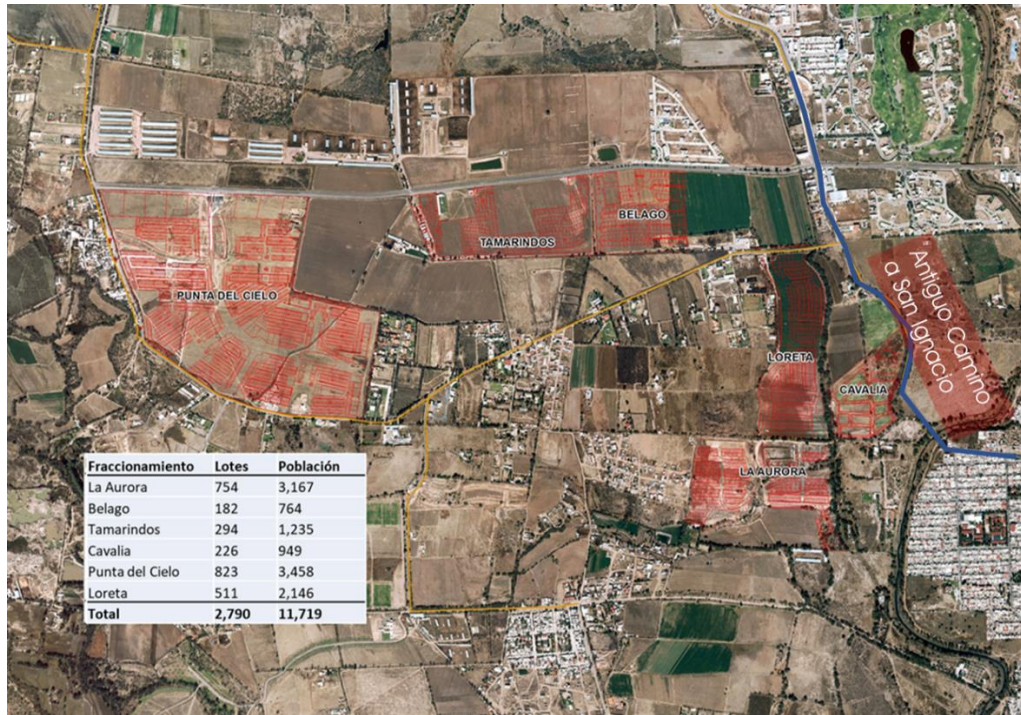 BELAGO
TAMARINDOS
PUNTA DEL CIELO
Antiguo Camino
a San Ignacio
LORETA
CAVALIA
LA AURORA
Fraccionamiento Lotes Población
La Aurora 754 3,167
Belago 182 764
Tamarindos 294 1,235
Cavalia 226 949
Punta del Cielo 823 3,458
Loreta 511 2,146
Total 2,790 11,719